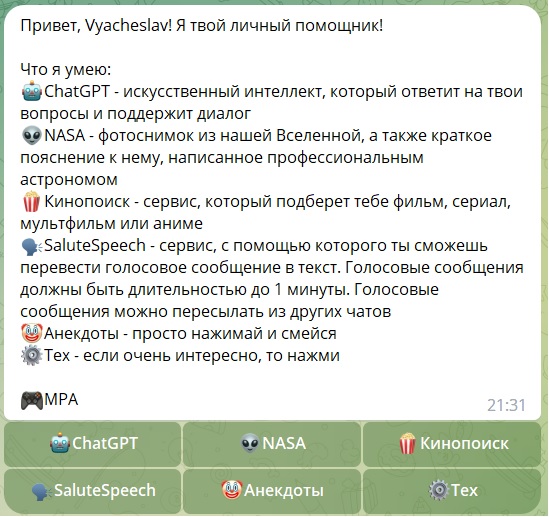 Привет, Vyacheslav! Я твой личный помощник!
Что я умею:
🤖ChatGPT - искусственный интеллект, который ответит на твои
вопросы и поддержит диалог
👽NASA - фотоснимок из нашей Вселенной, а также краткое
пояснение к нему, написанное профессиональным
астрономом
🍿Кинопоиск - сервис, который подберет тебе фильм, сериал,
мультфильм или аниме
🗣SaluteSpeech - сервис, с помощью которого ты сможешь
перевести голосовое сообщение в текст. Голосовые сообщения
должны быть длительностью до 1 минуты. Голосовые
сообщения можно пересылать из других чатов
🤡Анекдоты - просто нажимай и смейся
⚙️Тех - если очень интересно, то нажми
🎮MPA
21:31
🤖ChatGPT
👽NASA
🍿Кинопоиск
🗣SaluteSpeech
🤡Анекдоты
⚙️Тех